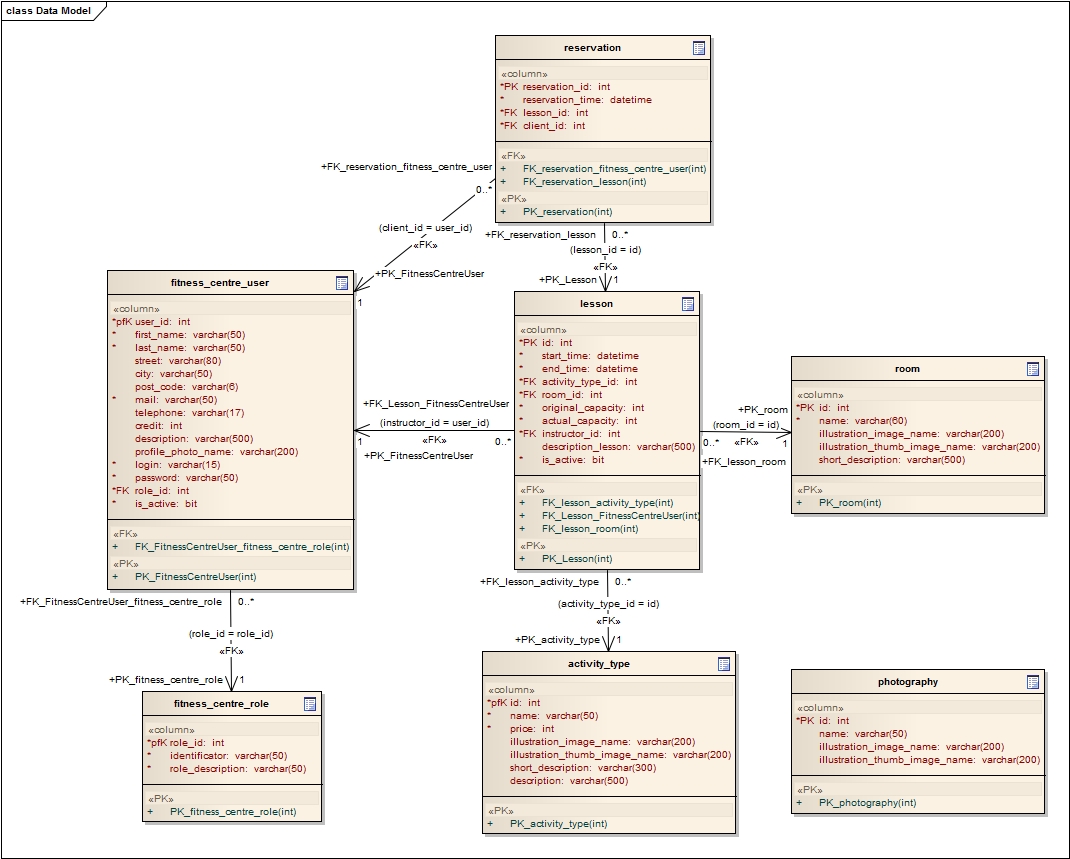 class Data Model
reservation
«column»
*PK reservation_id: int
* reservation_time: datetime
*FK lesson_id: int
*FK client_id: int
«FK»
+ FK_reservation_fitness_centre_user(int)
+ FK_reservation_lesson(int)
«PK»
+ PK_reservation(int)
+FK_reservation_fitness_centre_user
0..*
(client_id = user_id)
«FK»
+PK_FitnessCentreUser
1
+FK_reservation_lesson 0..*
(lesson_id = id)
«FK»
+PK_Lesson 1
fitness_centre_user
«column»
*pfK user_id: int
* first_name: varchar(50)
* last_name: varchar(50)
street: varchar(80)
city: varchar(50)
post_code: varchar(6)
* mail: varchar(50)
telephone: varchar(17)
credit: int
description: varchar(500)
profile_photo_name: varchar(200)
* login: varchar(15)
* password: varchar(50)
*FK role_id: int
* is_active: bit
«FK»
+ FK_FitnessCentreUser_fitness_centre_role(int)
«PK»
+ PK_FitnessCentreUser(int)
+FK_Lesson_FitnessCentreUser
(instructor_id = user_id)
1 «FK» 0..*
+PK_FitnessCentreUser
lesson
«column»
*PK id: int
* start_time: datetime
* end_time: datetime
*FK activity_type_id: int
*FK room_id: int
* original_capacity: int
* actual_capacity: int
*FK instructor_id: int
description_lesson: varchar(500)
* is_active: bit
«FK»
+ FK_lesson_activity_type(int)
+ FK_Lesson_FitnessCentreUser(int)
+ FK_lesson_room(int)
«PK»
+ PK_Lesson(int)
+PK_room
(room_id = id)
0..* «FK» 1
+FK_lesson_room
room
«column»
*PK id: int
* name: varchar(60)
illustration_image_name: varchar(200)
illustration_thumb_image_name: varchar(200)
short_description: varchar(500)
«PK»
+ PK_room(int)
+FK_FitnessCentreUser_fitness_centre_role 0..*
(role_id = role_id)
«FK»
+PK_fitness_centre_role 1
+FK_lesson_activity_type 0..*
(activity_type_id = id)
«FK»
+PK_activity_type 1
fitness_centre_role
«column»
*pfK role_id: int
* identificator: varchar(50)
* role_description: varchar(50)
«PK»
+ PK_fitness_centre_role(int)
activity_type
«column»
*pfK id: int
* name: varchar(50)
* price: int
illustration_image_name: varchar(200)
illustration_thumb_image_name: varchar(200)
short_description: varchar(300)
description: varchar(500)
«PK»
+ PK_activity_type(int)
photography
«column»
*PK id: int
name: varchar(50)
illustration_image_name: varchar(200)
illustration_thumb_image_name: varchar(200)
«PK»
+ PK_photography(int)